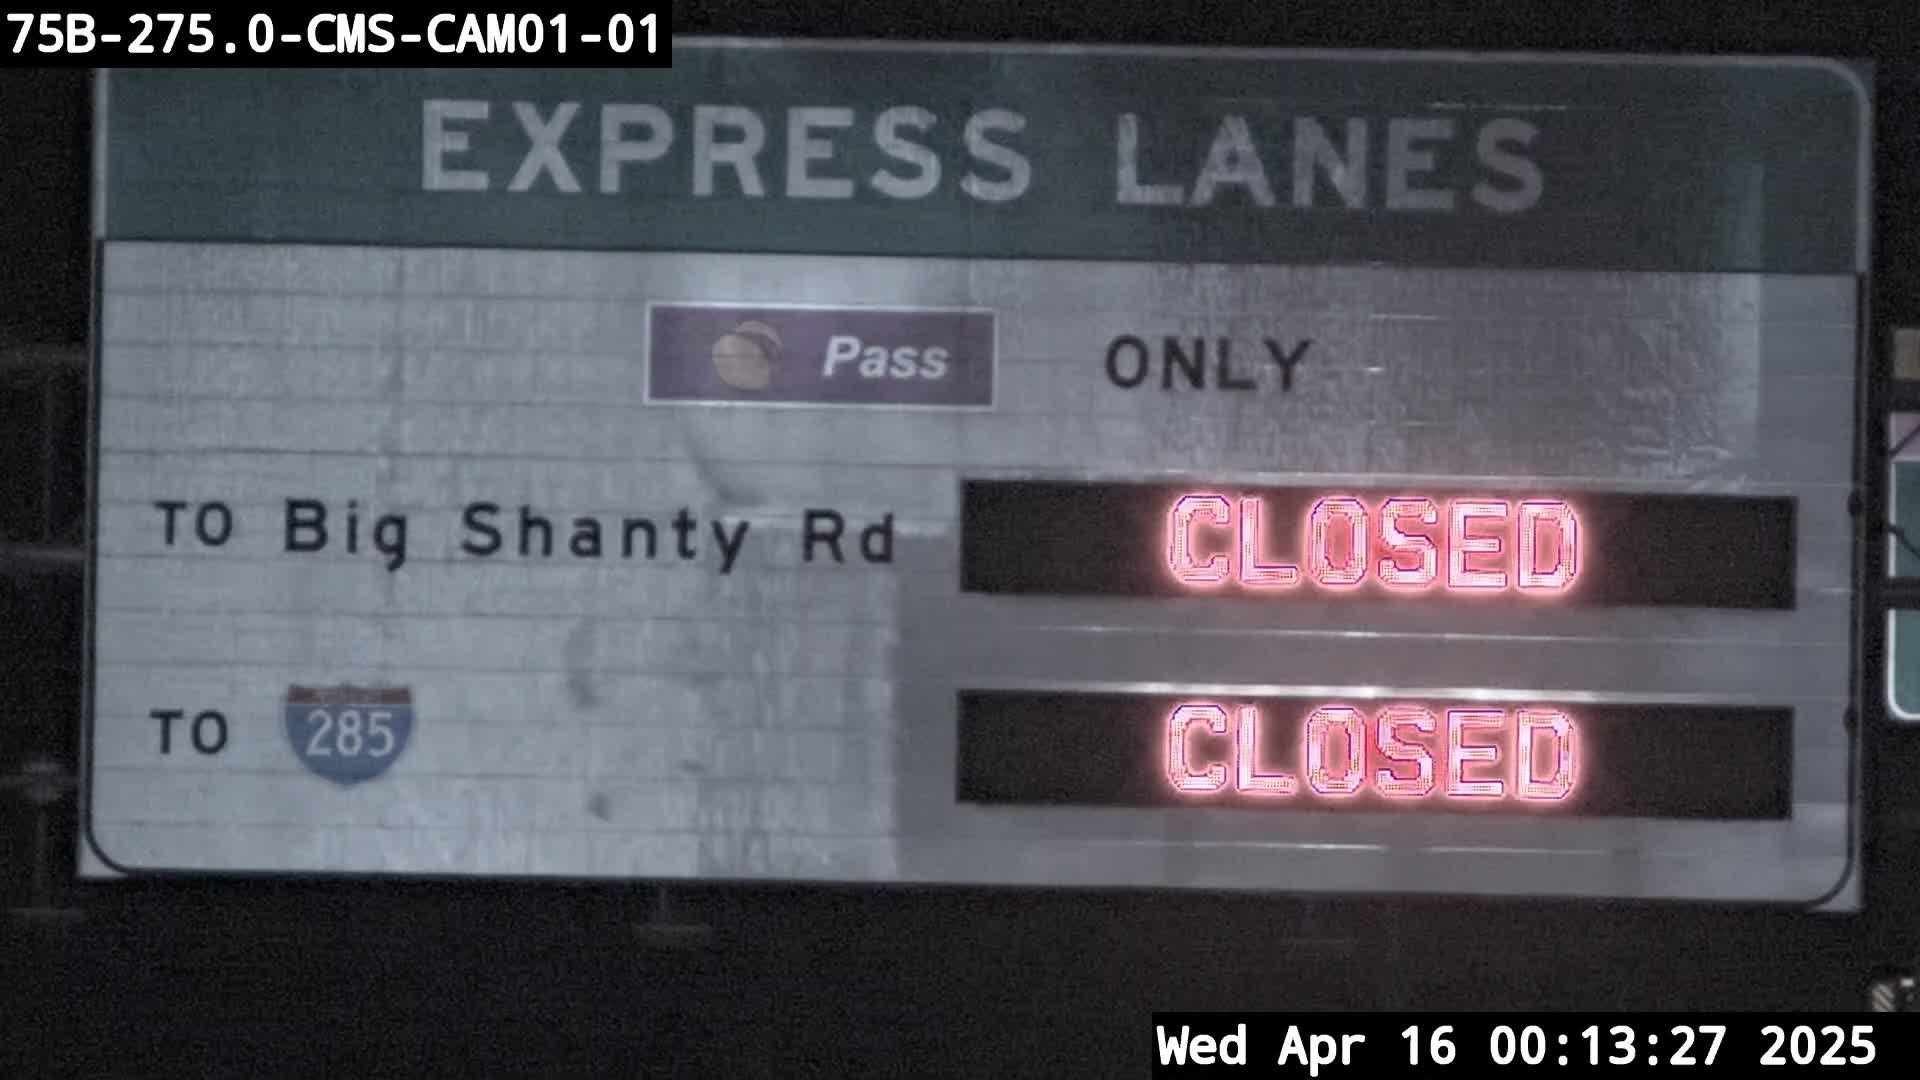 75B-275.0-CMS-CAM01-01
EXPRESS LANES
Pass ONLY
TO Big Shanty Rd CLOSED
TO 285 CLOSED
Wed Apr 16 00:13:27 2025